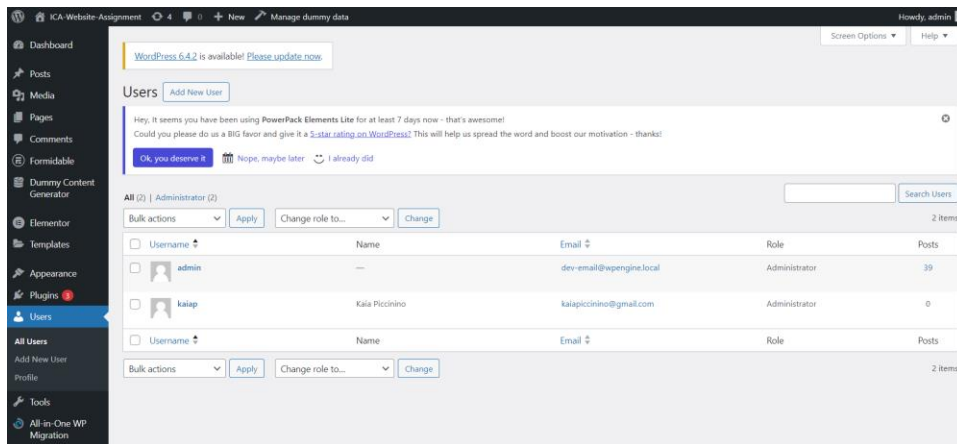 ICA-Website-Assignment 4 0 + New Manage dummy data Howdy, admin
Screen Options ▼ Help ▼
Dashboard
Posts
Media
Pages
Comments
Formidable
Dummy Content
Generator
Elementor
Templates
Appearance
Plugins 3
Users
All Users
Add New User
Profile
Tools
All-in-One WP
Migration
WordPress 6.4.2 is available! Please update now.
Users Add New User
Hey, It seems you have been using PowerPack Elements Lite for at least 7 days now - that's awesome!
Could you please do us a BIG favor and give it a 5-star rating on WordPress? This will help us spread the word and boost our motivation - thanks!
Ok, you deserve it Nope, maybe later I already did
All (2) | Administrator (2)
Search Users
Bulk actions Apply Change role to... Change 2 items
Username Name Email Role Posts
admin — dev-email@wpengine.local Administrator 39
kaiap Kaia Piccinino kaiapiccinino@gmail.com Administrator 0
Username Name Email Role Posts
Bulk actions Apply Change role to... Change 2 items